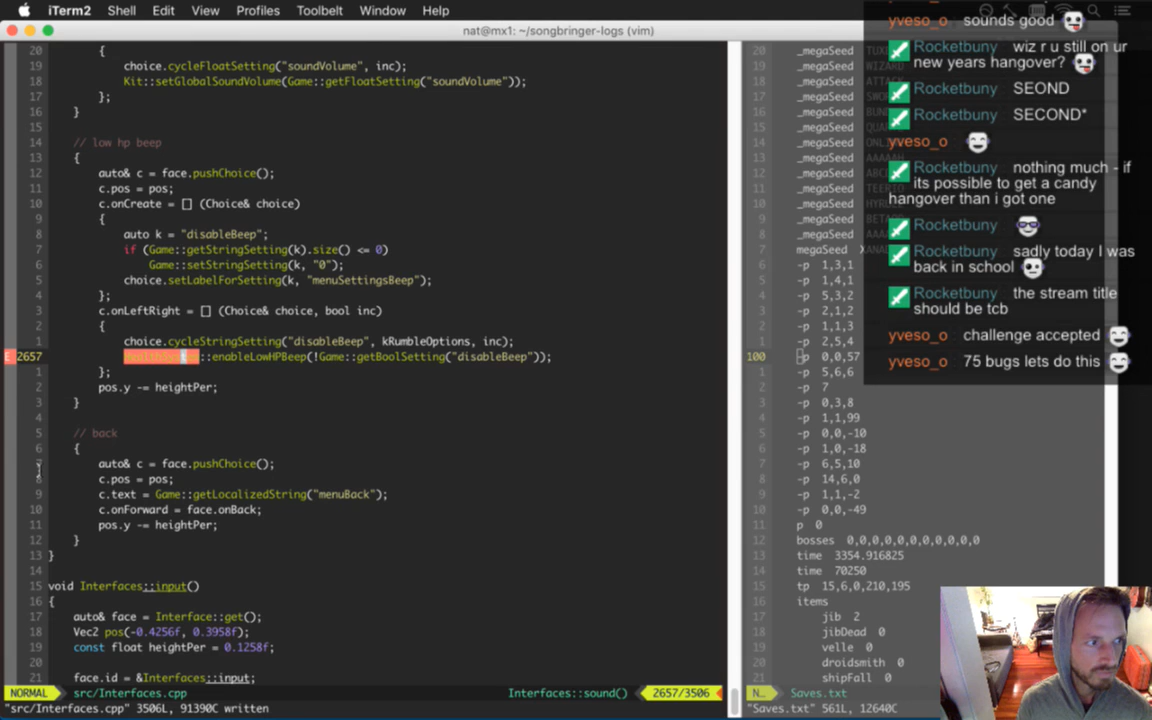 iTerm2 Shell Edit View Profiles Toolbelt Window Help
nat@mx1: ~/songbringer-logs (vim)
20 {
19 choice.cycleFloatSetting("soundVolume", inc);
18 Kit::setGlobalSoundVolume(Game::getFloatSetting("soundVolume"));
17 };
16 }
15
14 // low hp beep
13 {
12 auto& c = face.pushChoice();
11 c.pos = pos;
10 c.onCreate = [] (Choice& choice)
9 {
8 auto k = "disableBeep";
7 if (Game::getStringSetting(k).size() <= 0)
6 Game::setStringSetting(k, "0");
5 choice.setLabelForSetting(k, "menuSettingsBeep");
4 };
3 c.onLeftRight = [] (Choice& choice, bool inc)
2 {
1 choice.cycleStringSetting("disableBeep", kRumbleOptions, inc);
E 2657 ::enableLowHPBeep(!Game::getBoolSetting("disableBeep"));
1 };
2 pos.y -= heightPer;
3 }
4
5 // back
6 {
7 auto& c = face.pushChoice();
8 c.pos = pos;
9 c.text = Game::getLocalizedString("menuBack");
10 c.onForward = face.onBack;
11 pos.y -= heightPer;
12 }
13 }
14
15 void Interfaces::input()
16 {
17 auto& face = Interface::get();
18 Vec2 pos(-0.4256f, 0.3958f);
19 const float heightPer = 0.1258f;
20
21 face.id = &Interfaces::input;
NORMAL src/Interfaces.cpp Interfaces::sound() 2657/3506
"src/Interfaces.cpp" 3506L, 91390C written
20 _megaSeed
19 _megaSeed
18 _megaSeed
17 _megaSeed
16 _megaSeed
15 _megaSeed
14 _megaSeed
13 _megaSeed
12 _megaSeed
11 _megaSeed
10 _megaSeed
9 _megaSeed
8 _megaSeed
7 megaSeed
6 -p 1,3,1
5 -p 1,4,1
4 -p 5,3,2
3 -p 2,1,2
2 -p 1,1,3
1 -p 2,5,4
100 -p 0,0,57
1 -p 5,6,6
2 -p 7
3 -p 0,3,8
4 -p 1,1,99
5 -p 0,0,-10
6 -p 1,0,-18
7 -p 6,5,10
8 -p 14,6,0
9 -p 1,1,-2
10 -p 0,0,-49
11 p 0
12 bosses 0,0,0,0,0,0,0,0,0,0
13 time 3354.916825
14 time 70250
15 tp 15,6,0,210,195
16 items
17 jib 2
18 jibDead 0
19 velle 0
20 droidsmith 0
21 shipFall 0
N... Saves.txt
"Saves.txt" 561L, 12640C
yveso_o sounds good
Rocketbuny wiz r u still on ur
new years hangover?
Rocketbuny SEOND
Rocketbuny SECOND*
yveso_o
Rocketbuny nothing much - if
its possible to get a candy
hangover than i got one
Rocketbuny
Rocketbuny sadly today I was
back in school
Rocketbuny the stream title
should be tcb
yveso_o challenge accepted
yveso_o 75 bugs lets do this